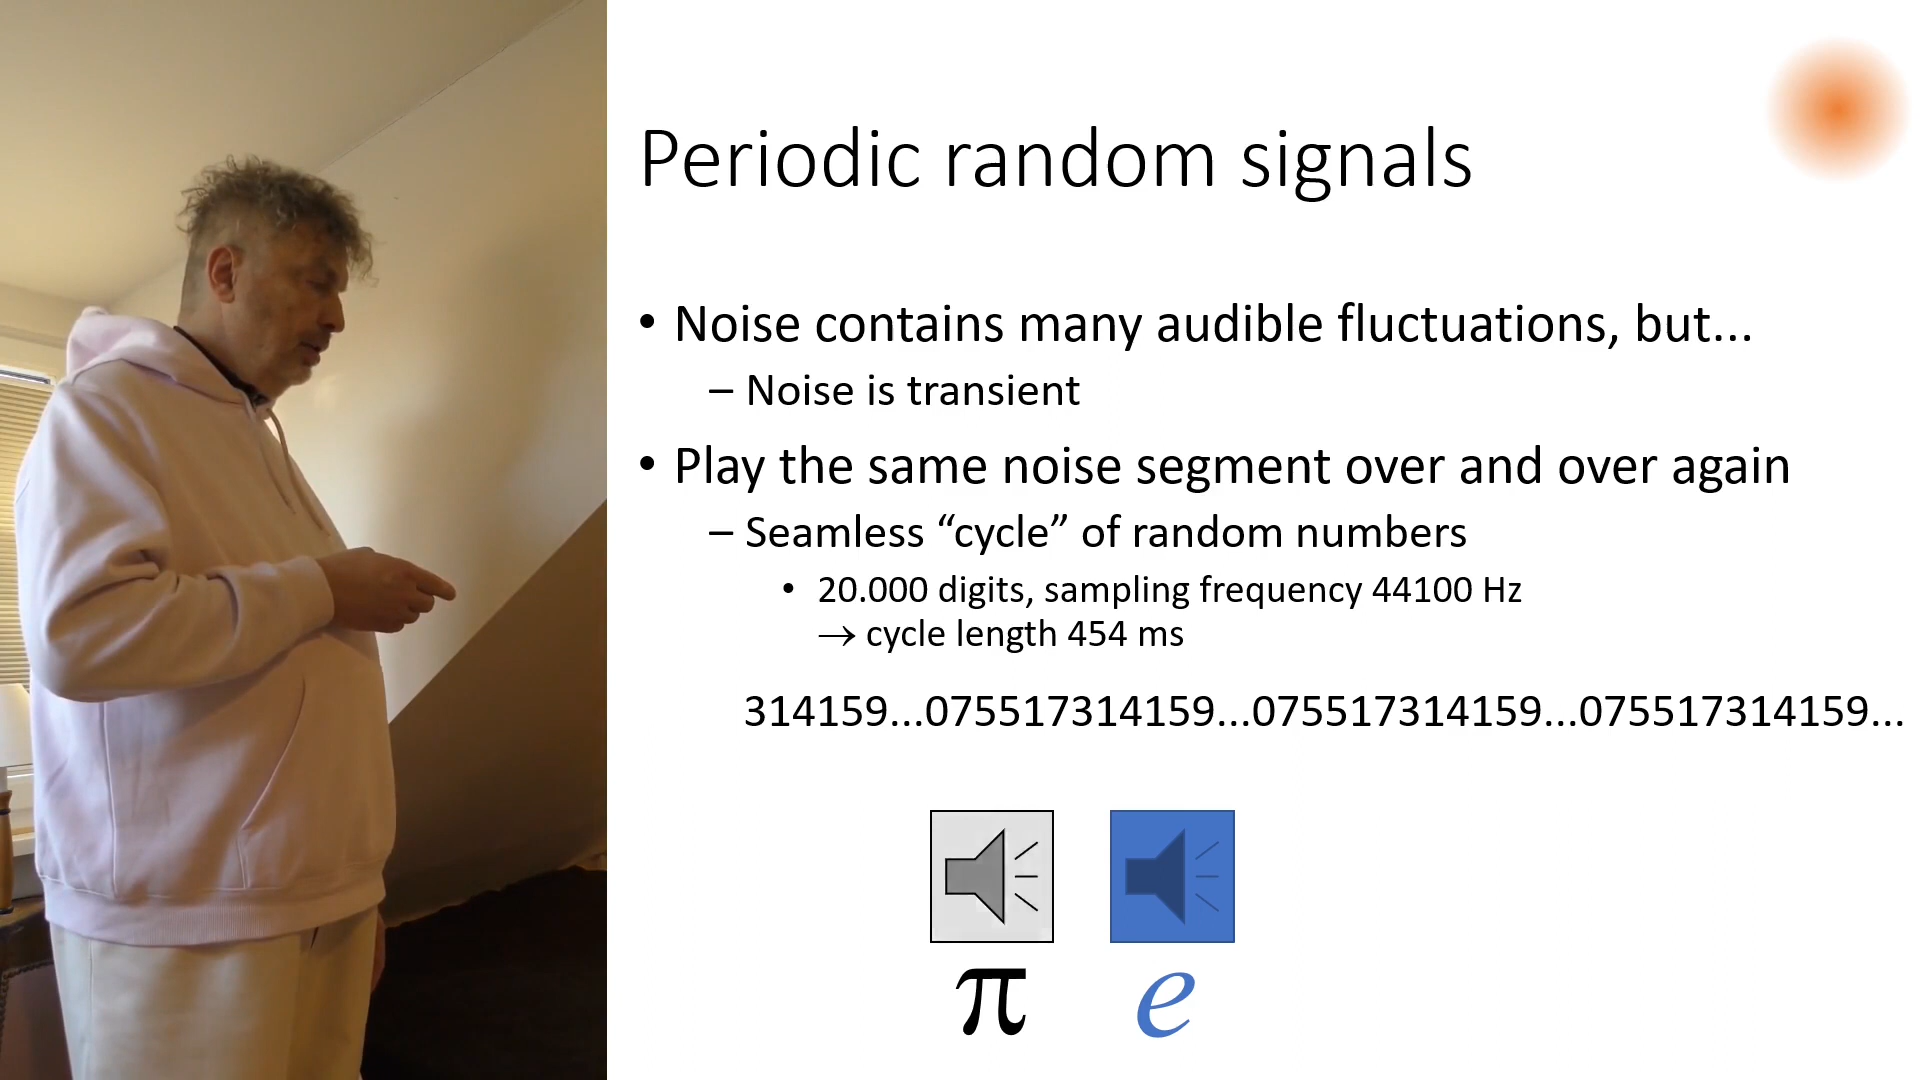 Periodic random signals
• Noise contains many audible fluctuations, but...
– Noise is transient
• Play the same noise segment over and over again
– Seamless “cycle” of random numbers
• 20.000 digits, sampling frequency 44100 Hz
→ cycle length 454 ms
314159...075517314159...075517314159...075517314159...
π e